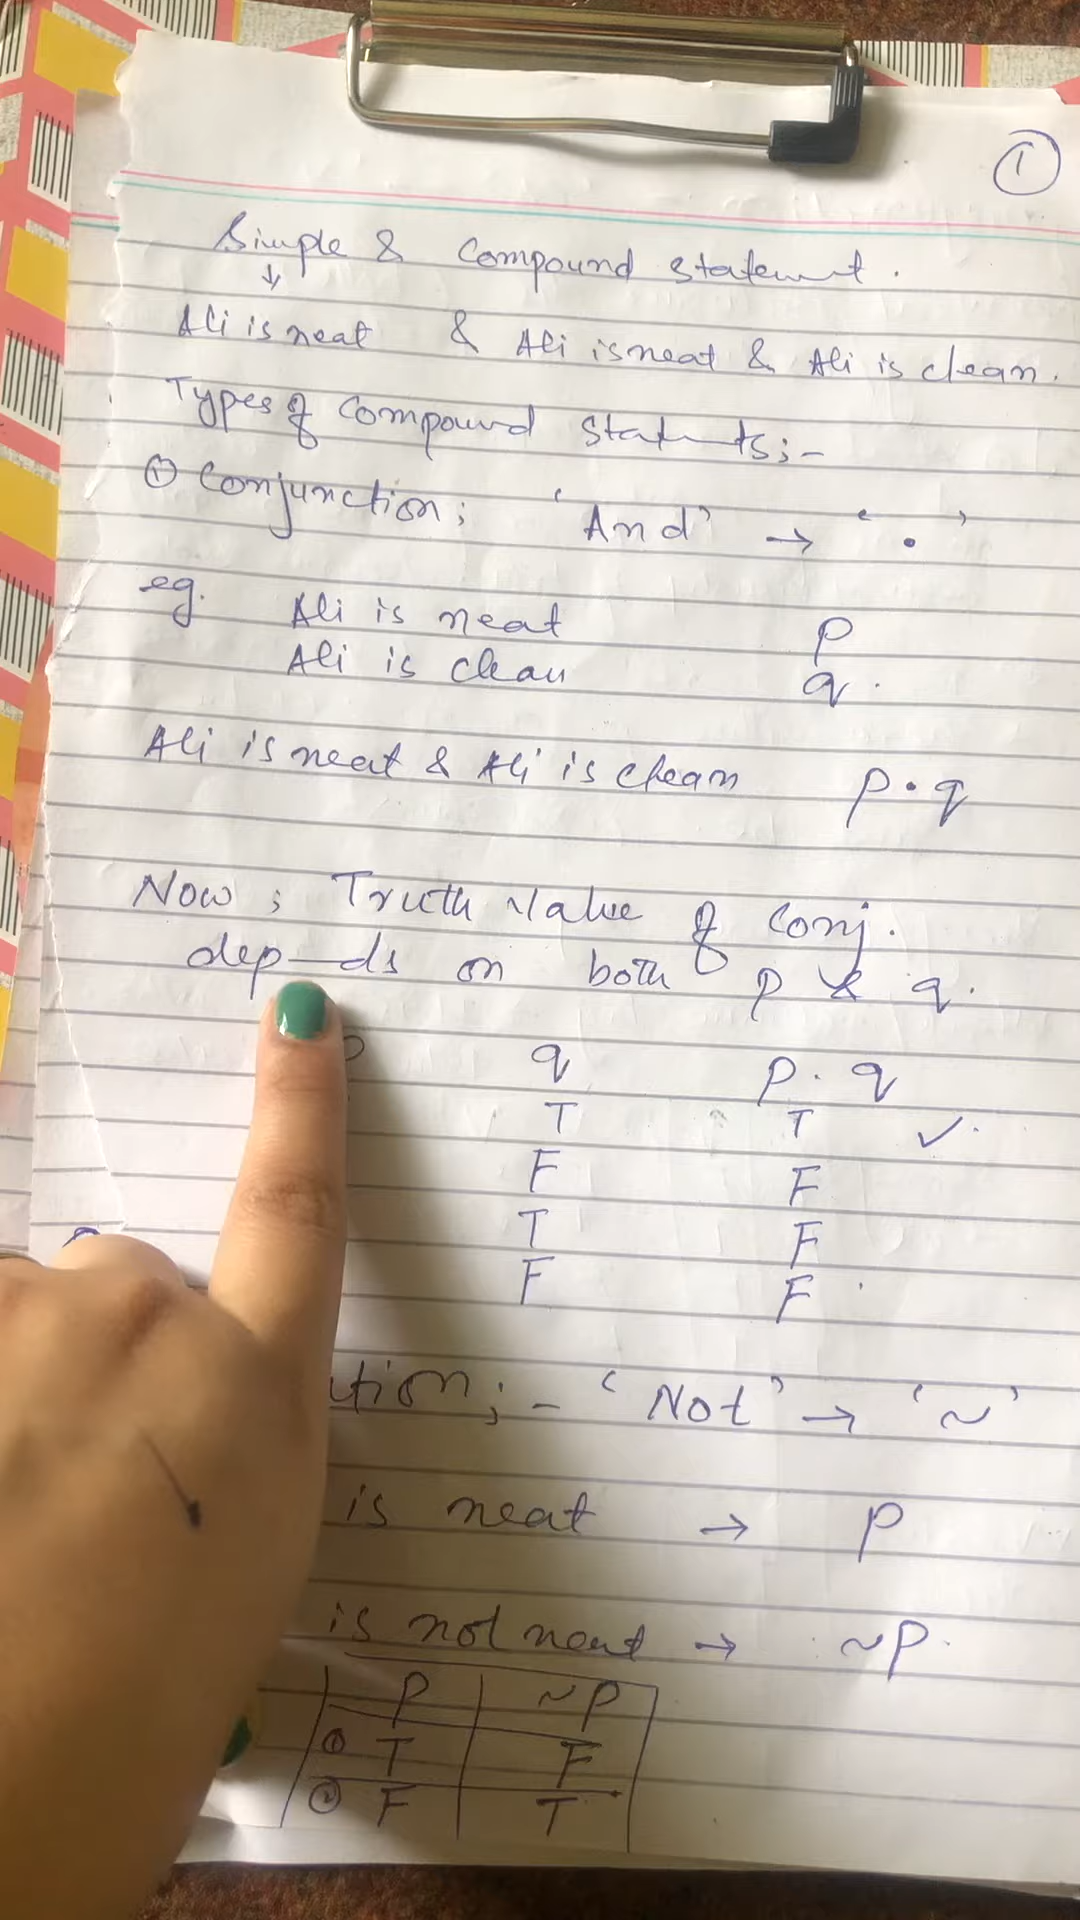 ①
Simple & Compound Statement.
↓
Ali is neat & Ali is neat & Ali is clean.
Types of Compound Statements;-
① Conjunction; 'And' → '•'
eg. Ali is neat p
Ali is clean q.
Ali is neat & Ali is clean p • q
Now ; Truth Value of Conj.
depends on both p & q.
q p . q
T T ✓.
F F
T F
F F
ution;- 'Not' → '~'
is neat → p
is not neat → ~p.
P ~P
① T F
② F T